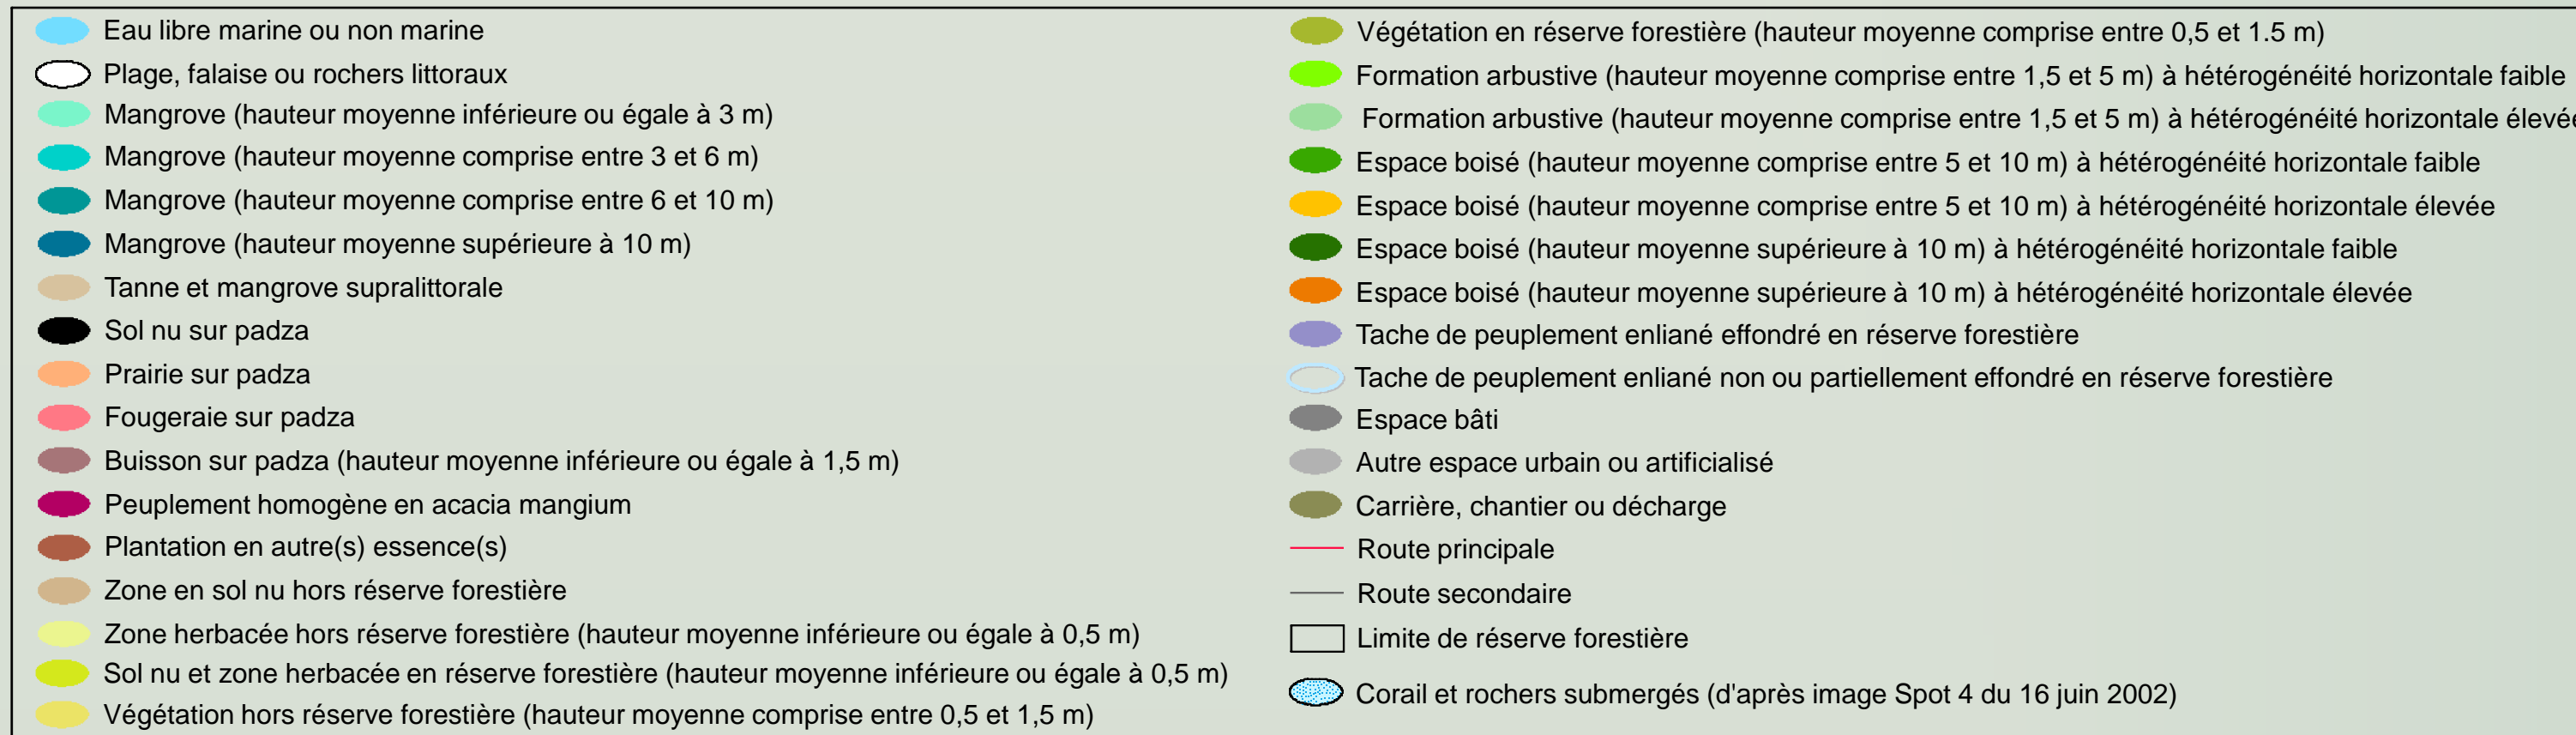 Eau libre marine ou non marine
Plage, falaise ou rochers littoraux
Mangrove (hauteur moyenne inférieure ou égale à 3 m)
Mangrove (hauteur moyenne comprise entre 3 et 6 m)
Mangrove (hauteur moyenne comprise entre 6 et 10 m)
Mangrove (hauteur moyenne supérieure à 10 m)
Tanne et mangrove supralittorale
Sol nu sur padza
Prairie sur padza
Fougeraie sur padza
Buisson sur padza (hauteur moyenne inférieure ou égale à 1,5 m)
Peuplement homogène en acacia mangium
Plantation en autre(s) essence(s)
Zone en sol nu hors réserve forestière
Zone herbacée hors réserve forestière (hauteur moyenne inférieure ou égale à 0,5 m)
Sol nu et zone herbacée en réserve forestière (hauteur moyenne inférieure ou égale à 0,5 m)
Végétation hors réserve forestière (hauteur moyenne comprise entre 0,5 et 1,5 m)
Végétation en réserve forestière (hauteur moyenne comprise entre 0,5 et 1.5 m)
Formation arbustive (hauteur moyenne comprise entre 1,5 et 5 m) à hétérogénéité horizontale faible
Formation arbustive (hauteur moyenne comprise entre 1,5 et 5 m) à hétérogénéité horizontale élevée
Espace boisé (hauteur moyenne comprise entre 5 et 10 m) à hétérogénéité horizontale faible
Espace boisé (hauteur moyenne comprise entre 5 et 10 m) à hétérogénéité horizontale élevée
Espace boisé (hauteur moyenne supérieure à 10 m) à hétérogénéité horizontale faible
Espace boisé (hauteur moyenne supérieure à 10 m) à hétérogénéité horizontale élevée
Tache de peuplement enliané effondré en réserve forestière
Tache de peuplement enliané non ou partiellement effondré en réserve forestière
Espace bâti
Autre espace urbain ou artificialisé
Carrière, chantier ou décharge
Route principale
Route secondaire
Limite de réserve forestière
Corail et rochers submergés (d'après image Spot 4 du 16 juin 2002)